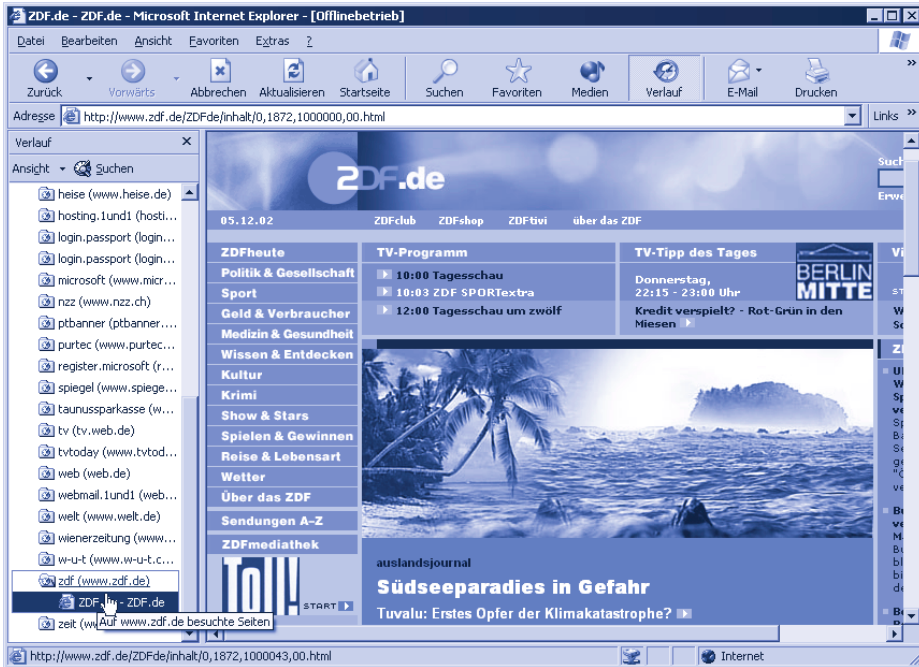 ZDF.de - ZDF.de - Microsoft Internet Explorer - [Offlinebetrieb]
Datei Bearbeiten Ansicht Favoriten Extras ?
Zurück Vorwärts Abbrechen Aktualisieren Startseite Suchen Favoriten Medien Verlauf E-Mail Drucken
Adresse http://www.zdf.de/ZDFde/inhalt/0,1872,1000000,00.html Links
Verlauf
Ansicht Suchen
heise (www.heise.de)
hosting.1und1 (hosti...
login.passport (login...
login.passport (login...
microsoft (www.micr...
nzz (www.nzz.ch)
ptbanner (ptbanner....
purtec (www.purtec...
register.microsoft (r...
spiegel (www.spiege...
taunussparkasse (w...
tv (tv.web.de)
tvtoday (www.tvtod...
web (web.de)
webmail.1und1 (web...
welt (www.welt.de)
wienerzeitung (www...
w-u-t (www.w-u-t.c...
zdf (www.zdf.de)
- ZDF.de
Auf www.zdf.de besuchte Seiten
ZDF.de
05.12.02 ZDFclub ZDFshop ZDFtivi über das ZDF
ZDFheute
Politik & Gesellschaft
Sport
Geld & Verbraucher
Medizin & Gesundheit
Wissen & Entdecken
Kultur
Krimi
Show & Stars
Spielen & Gewinnen
Reise & Lebensart
Wetter
Über das ZDF
Sendungen A-Z
ZDFmediathek
Toll!
START
TV-Programm
10:00 Tagesschau
10:03 ZDF SPORTextra
12:00 Tagesschau um zwölf
TV-Tipp des Tages
Donnerstag,
22:15 - 23:00 Uhr
BERLIN
MITTE
Kredit verspielt? - Rot-Grün in den
Miesen
auslandsjournal
Südseeparadies in Gefahr
Tuvalu: Erstes Opfer der Klimakatastrophe?
http://www.zdf.de/ZDFde/inhalt/0,1872,1000043,00.html Internet